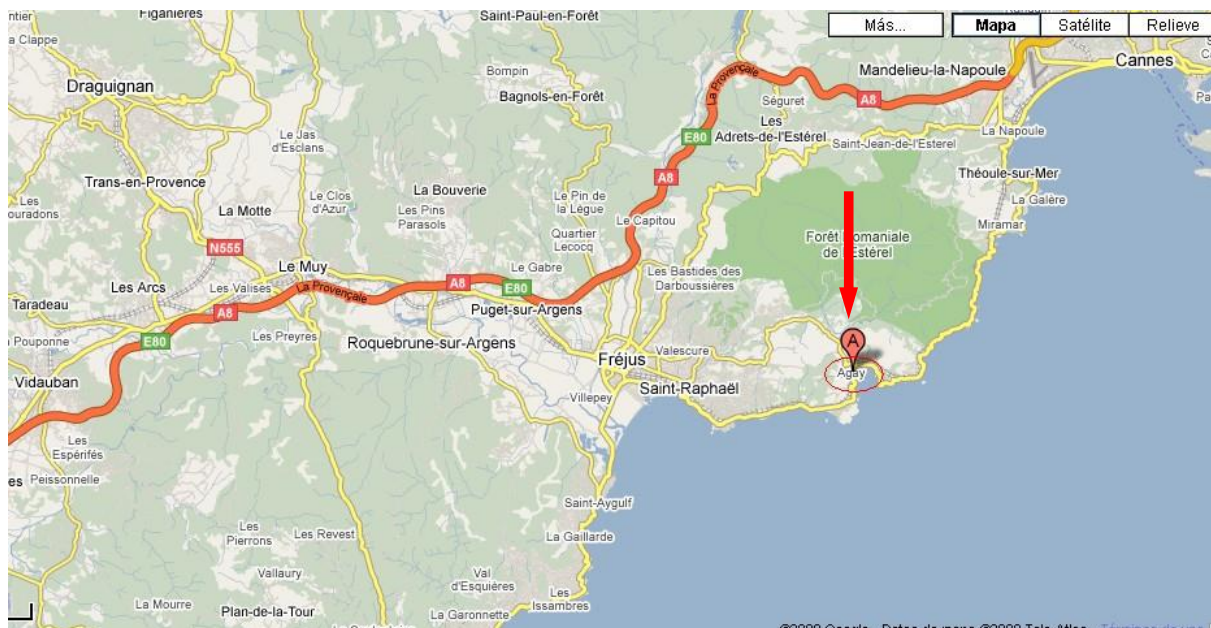 Figanières
Saint-Paul-en-Forêt
Más...
Mapa
Satélite
Relieve
a Clappe
Draguignan
Bompin
Bagnols-en-Forêt
La Provençale
Mandelieu-la-Napoule
Cannes
Séguret
A8
Les
Adrets-de-l'Estérel
E80
Le Jas
d'Esclans
Saint-Jean-de-l'Esterel
La Napoule
Trans-en-Provence
Le Clos
d'Azur
La Bouverie
Le Pin de
la Lègue
A8
Théoule-sur-Mer
La Galère
Les
ouradons
La Motte
Les Pins
Parasols
Le Capitou
Miramar
N555
Quartier
Lecocq
Forêt Domaniale
de l'Estérel
Le Muy
Le Gabre
Les Bastides des
Darboussières
Les Arcs
Les Valises
La Provençale
A8
E80
Taradeau
A8
Puget-sur-Argens
Pouponne
E80
Les Preyres
Roquebrune-sur-Argens
Fréjus
Valescure
A
Agay
Vidauban
Saint-Raphaël
Villepey
Les
Espérifés
es
Peissonnelle
Saint-Aygulf
Les
Pierrons
Les Revest
La Gaillarde
Vallaury
Val
d'Esquières
Les
Issambres
La Mourre
Plan-de-la-Tour
La Garonnette